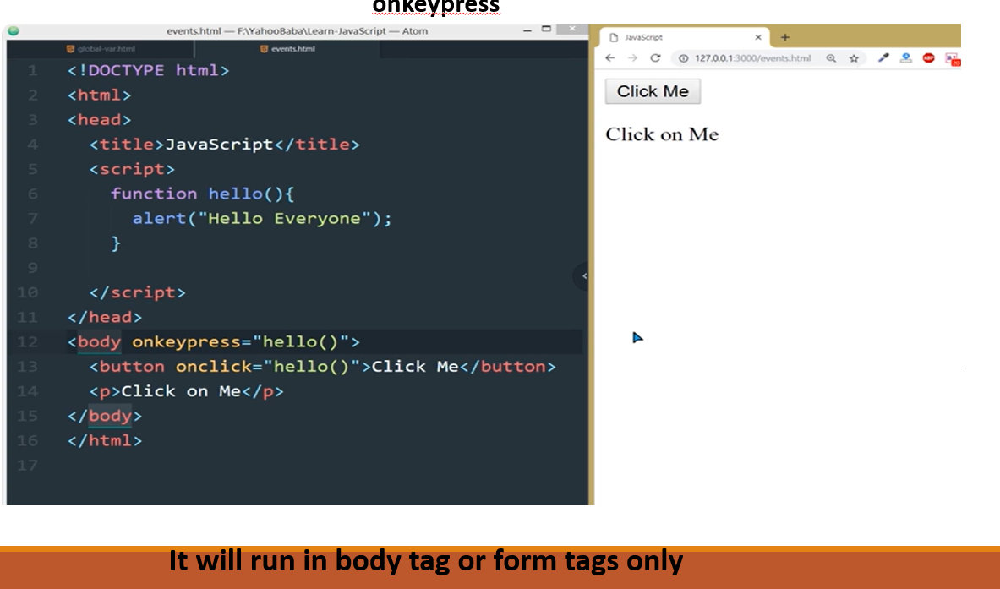 onkeypress
events.html — F:\YahooBaba\Learn-JavaScript — Atom
global-var.html
events.html
1 <!DOCTYPE html>
2 <html>
3 <head>
4 <title>JavaScript</title>
5 <script>
6 function hello(){
7 alert("Hello Everyone");
8 }
9
10 </script>
11 </head>
12 <body onkeypress="hello()">
13 <button onclick="hello()">Click Me</button>
14 <p>Click on Me</p>
15 </body>
16 </html>
17
JavaScript
127.0.0.1:3000/events.html
ABP
Click Me
Click on Me
It will run in body tag or form tags only